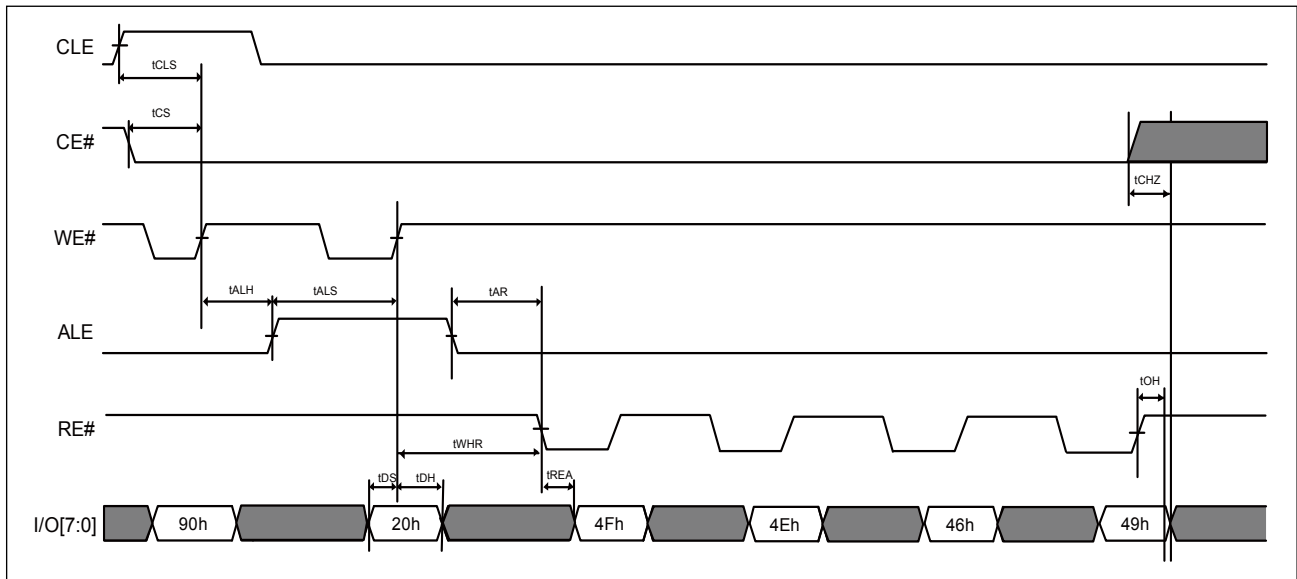 CLE
tCLS
CE#
tCS
tCHZ
WE#
tALH tALS tAR
ALE
tOH
RE#
tWHR
tDS tDH tREA
I/O[7:0] 90h 20h 4Fh 4Eh 46h 49h